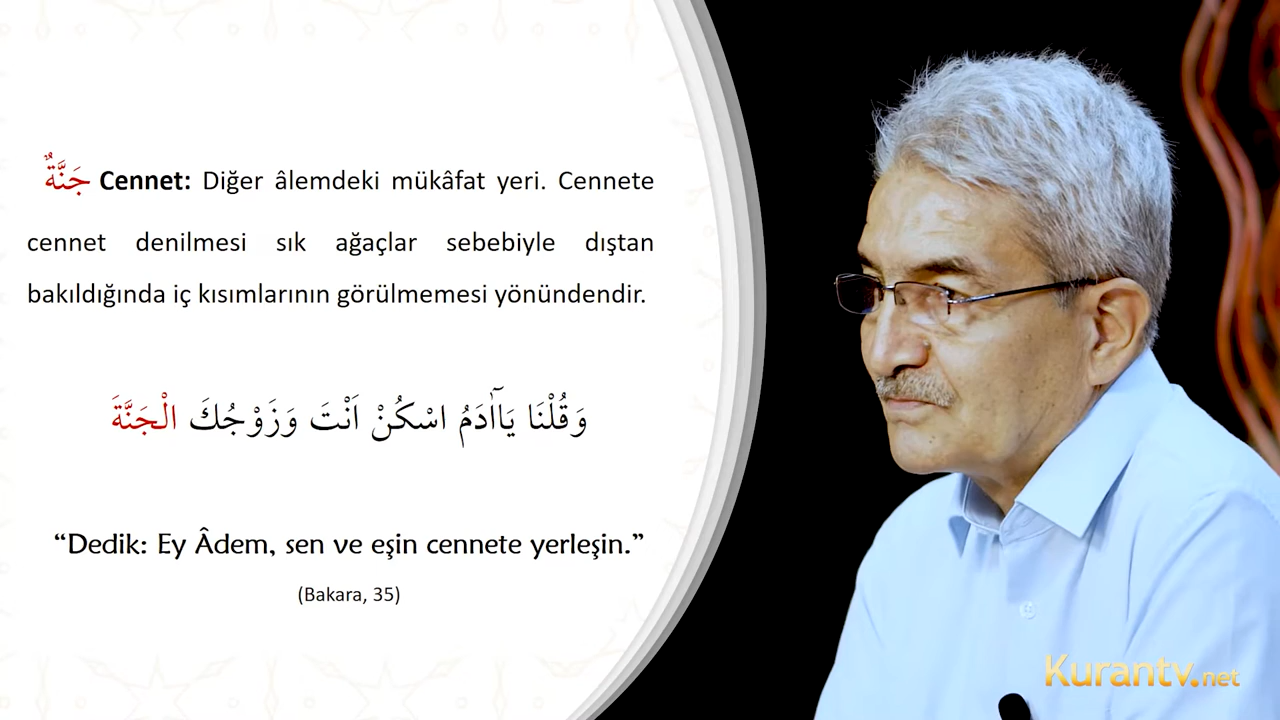 جَنَّةٌ Cennet: Diğer âlemdeki mükâfat yeri. Cennete
cennet denilmesi sık ağaçlar sebebiyle dıştan
bakıldığında iç kısımlarının görülmemesi yönündendir.
وَقُلْنَا يَٓااٰدَمُ اسْكُنْ اَنْتَ وَزَوْجُكَ الْجَنَّةَ
“Dedik: Ey Âdem, sen ve eşin cennete yerleşin.”
(Bakara, 35)
Kurantv.net